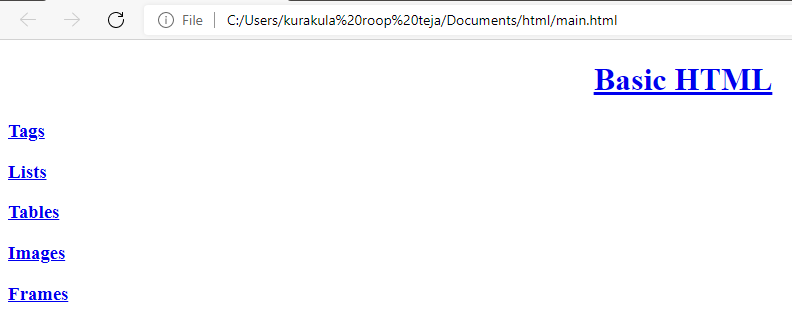 File C:/Users/kurakula%20roop%20teja/Documents/html/main.html
Basic HTML
Tags
Lists
Tables
Images
Frames